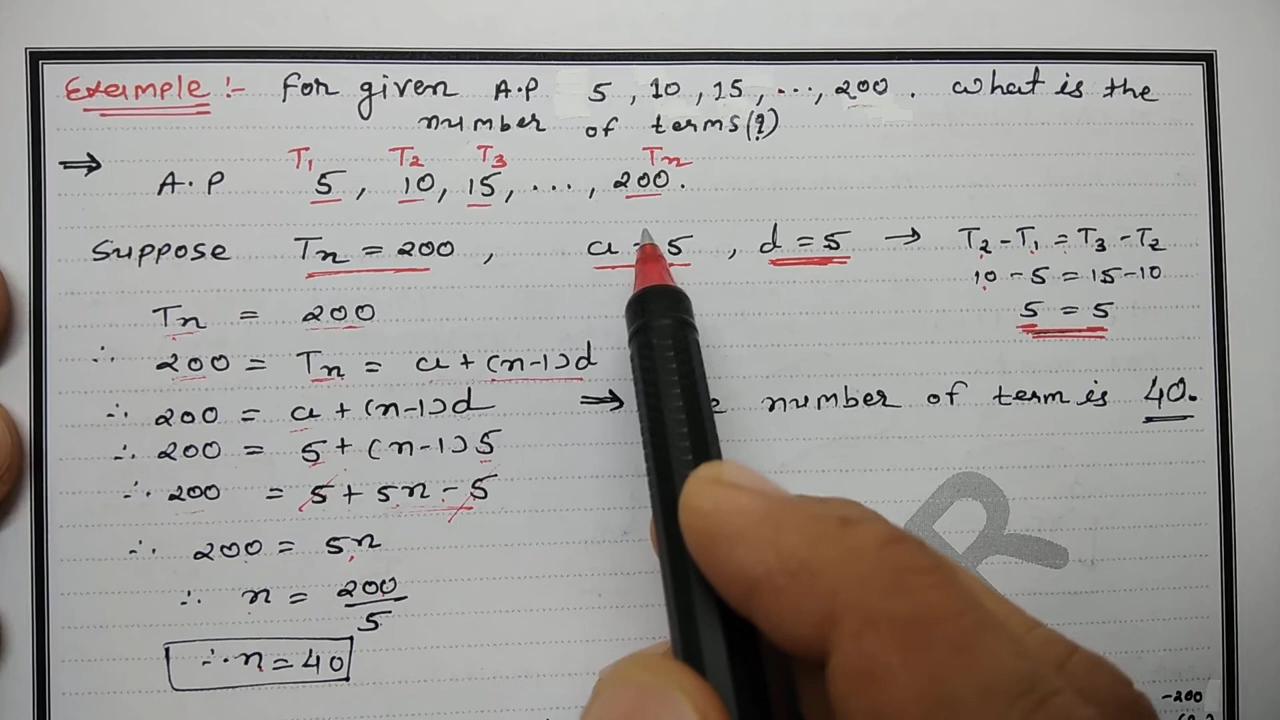 Example :- for given A.P 5, 10, 15, ..., 200. what is the
number of terms(?)
T1 T2 T3 Tn
⇒ A.P 5, 10, 15, ..., 200.
Suppose Tn = 200, a = 5, d = 5 → T2 - T1 = T3 - T2
10 - 5 = 15 - 10
Tn = 200 5 = 5
∴ 200 = Tn = a + (n-1)d
∴ 200 = a + (n-1)d ⇒ number of term is 40.
∴ 200 = 5 + (n-1)5
∴ 200 = 5 + 5n - 5
∴ 200 = 5n
∴ n = 200/5
∴ n = 40
R
-200